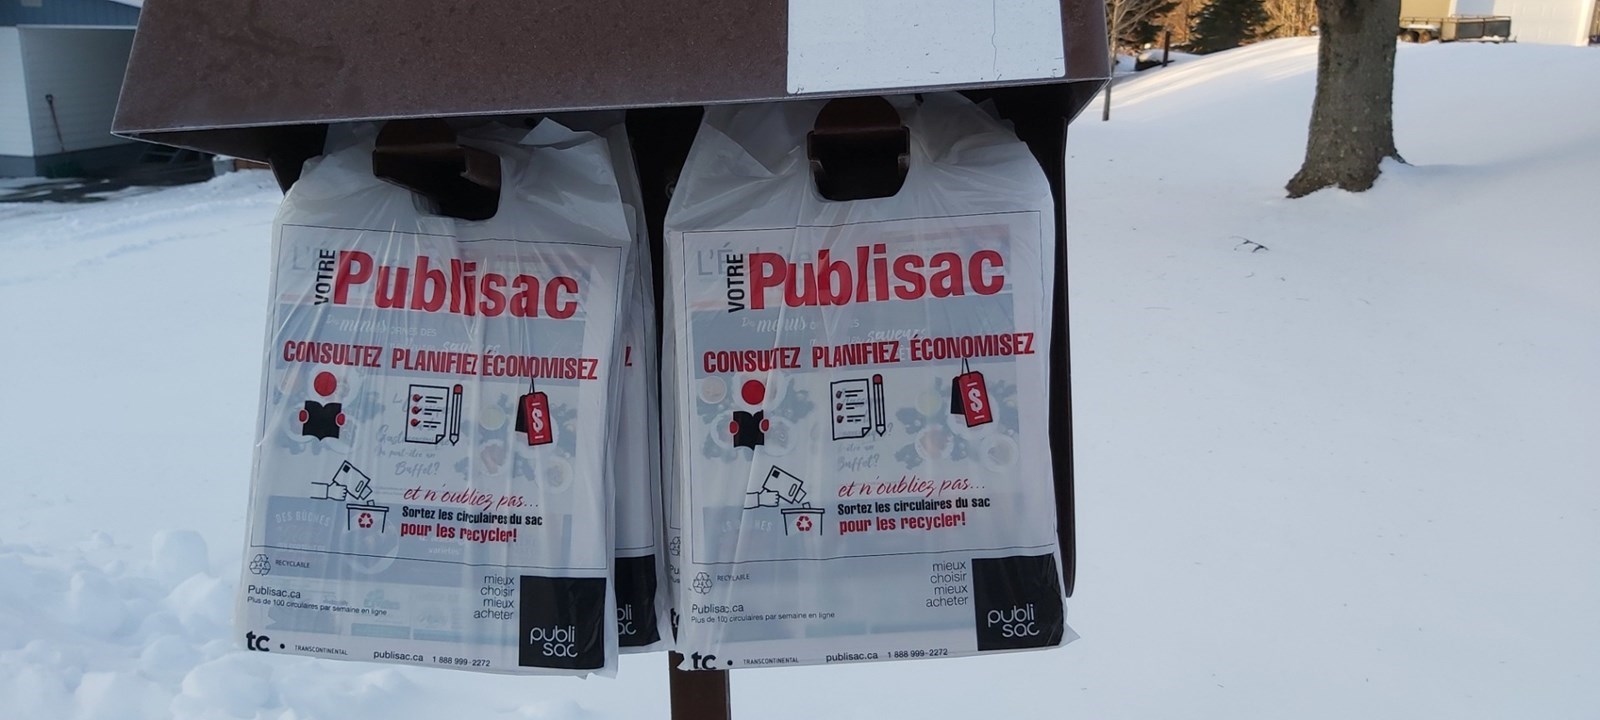 VOTRE
Publisac
CONSULTEZ PLANIFIEZ ÉCONOMISEZ
$
et n'oubliez pas...
Sortez les circulaires du sac
pour les recycler!
RECYCLABLE
Publisac.ca
Plus de 100 circulaires par semaine en ligne
mieux
choisir
mieux
acheter
publi
sac
tc • TRANSCONTINENTAL publisac.ca 1 888 999-2272
Z
bli
ac
VOTRE
Publisac
CONSULTEZ PLANIFIEZ ÉCONOMISEZ
$
Buffet?
et n'oubliez pas...
Sortez les circulaires du sac
pour les recycler!
RECYCLABLE
Publisac.ca
Plus de 100 circulaires par semaine en ligne
mieux
choisir
mieux
acheter
publi
sac
tc • TRANSCONTINENTAL publisac.ca 1 888 999-2272